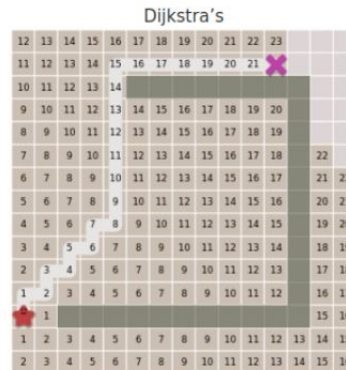 Dijkstra's
12 13 14 15 16 17 18 19 20 21 22 23
11 12 13 14 15 16 17 18 19 20 21
10 11 12 13 14
9 10 11 12 13 14 15 16 17 18 19 20
8 9 10 11 12 13 14 15 16 17 18 19
7 8 9 10 11 12 13 14 15 16 17 18 22
6 7 8 9 10 11 12 13 14 15 16 17 21
5 6 7 8 9 10 11 12 13 14 15 16 20
4 5 6 7 8 9 10 11 12 13 14 15 19
3 4 5 6 7 8 9 10 11 12 13 14 18
2 3 4 5 6 7 8 9 10 11 12 13 17
1 2 3 4 5 6 7 8 9 10 11 12 16
1 15
1 2 3 4 5 6 7 8 9 10 11 12 13 14
2 3 4 5 6 7 8 9 10 11 12 13 14 15